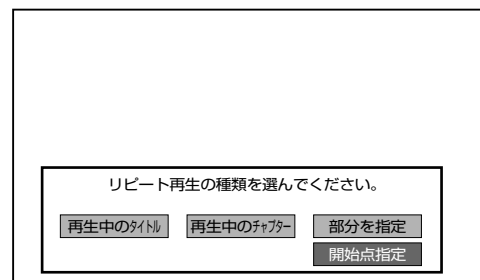 リピート再生の種類を選んでください。
再生中のﾀｲﾄﾙ 再生中のﾁｬﾌﾟﾀｰ 部分を指定
開始点指定